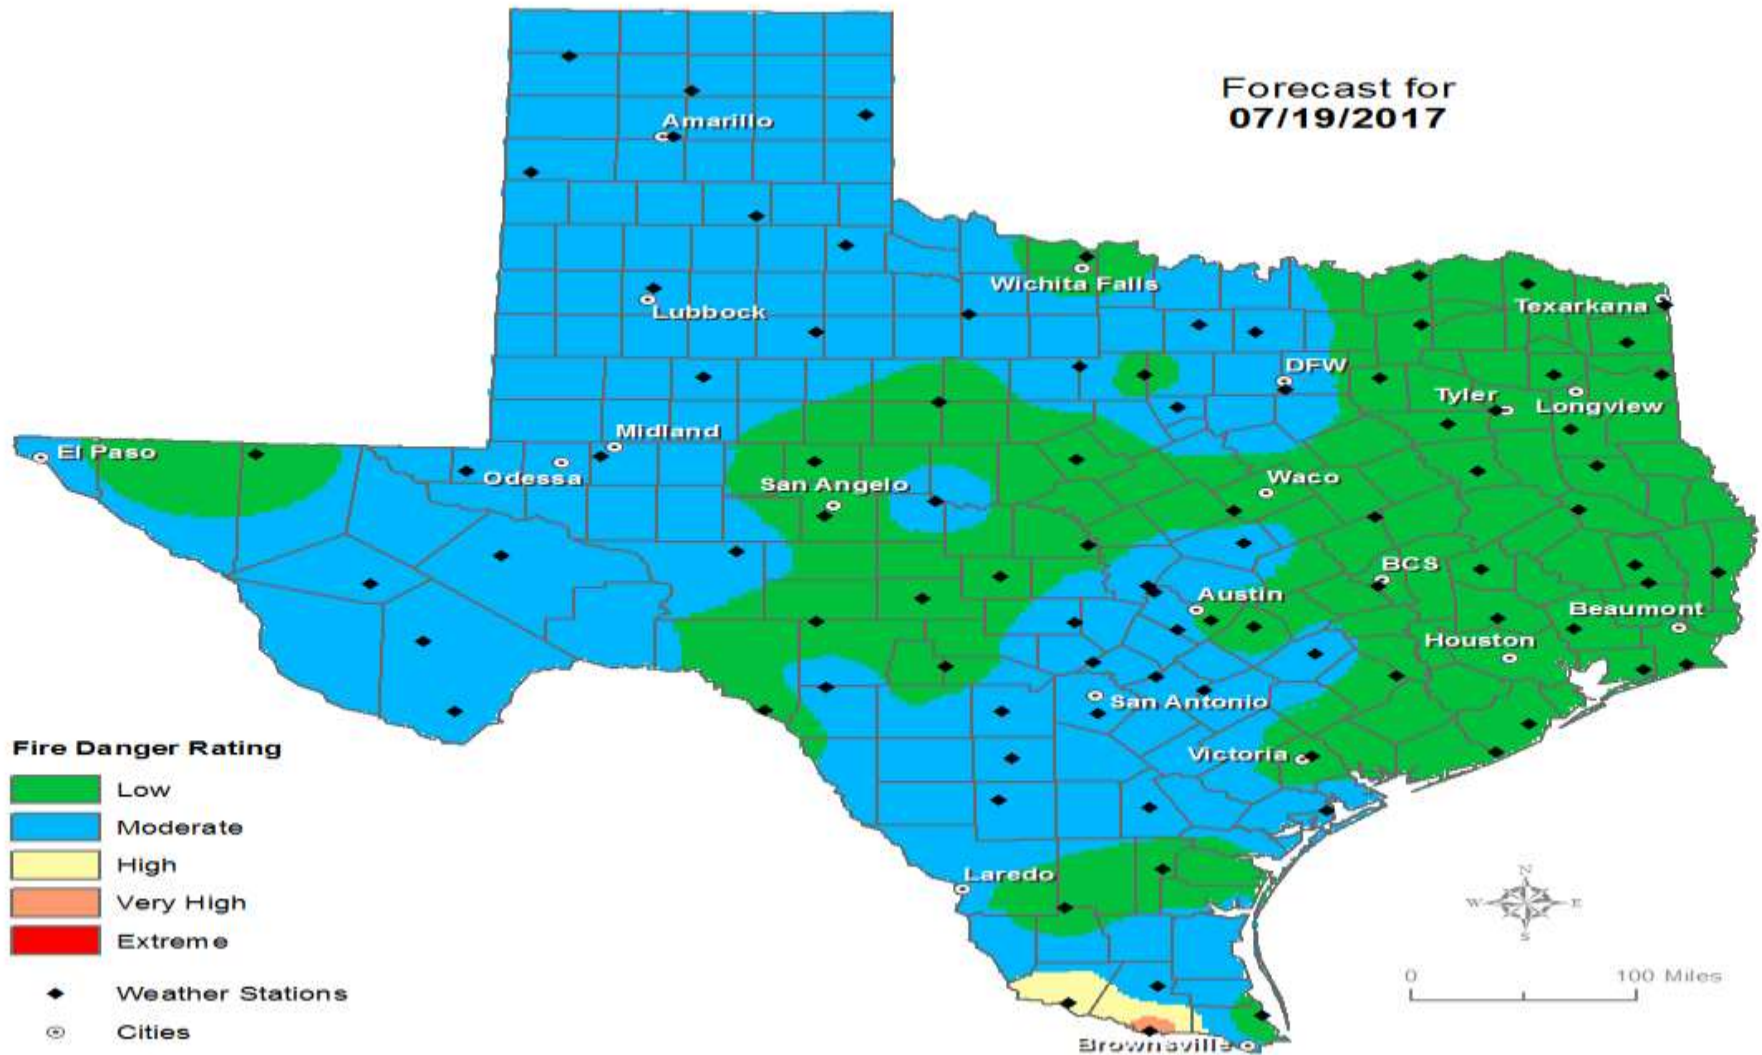 Forecast for
07/19/2017
Amarillo
Wichita Falls
Texarkana
Lubbock
DFW
Tyler
Longview
Midland
El Paso
Odessa
San Angelo
Waco
BCS
Austin
Beaumont
Houston
San Antonio
Victoria
Laredo
Brownsville
Fire Danger Rating
Low
Moderate
High
Very High
Extreme
Weather Stations
Cities
N
W E
S
0 100 Miles